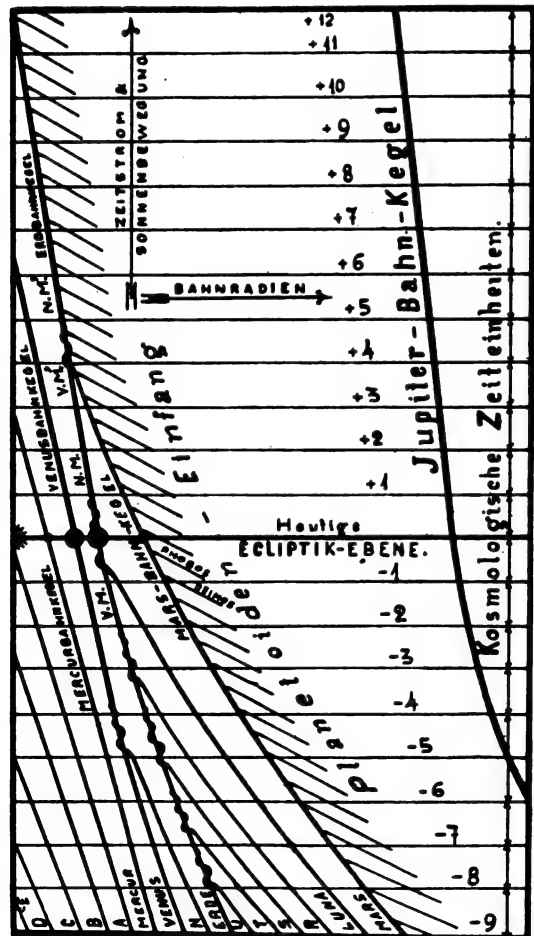 +12
+11
+10
+9
+8
+7
+6
+5
+4
+3
+2
+1
-1
-2
-3
-4
-5
-6
-7
-8
-9
ZEITSTROM &
SONNENBEWEGUNG
BAHNRADIEN
ERDBAHNKEGEL
N.M.
V.M.
VENUSBAHNKEGEL
N.M.
V.M.
MERCURBAHNKEGEL
MARS-BAHN-KEGEL
PHOBOS
DEIMOS
Planetoiden - Einfang
Jupiter-Bahn-Kegel
Kosmologische Zeiteinheiten.
Heutige
ECLIPTIK-EBENE.
D
C
B
A
MERCUR
VENUS
N
ERDE
U
T
S
R
LUNA
MARS